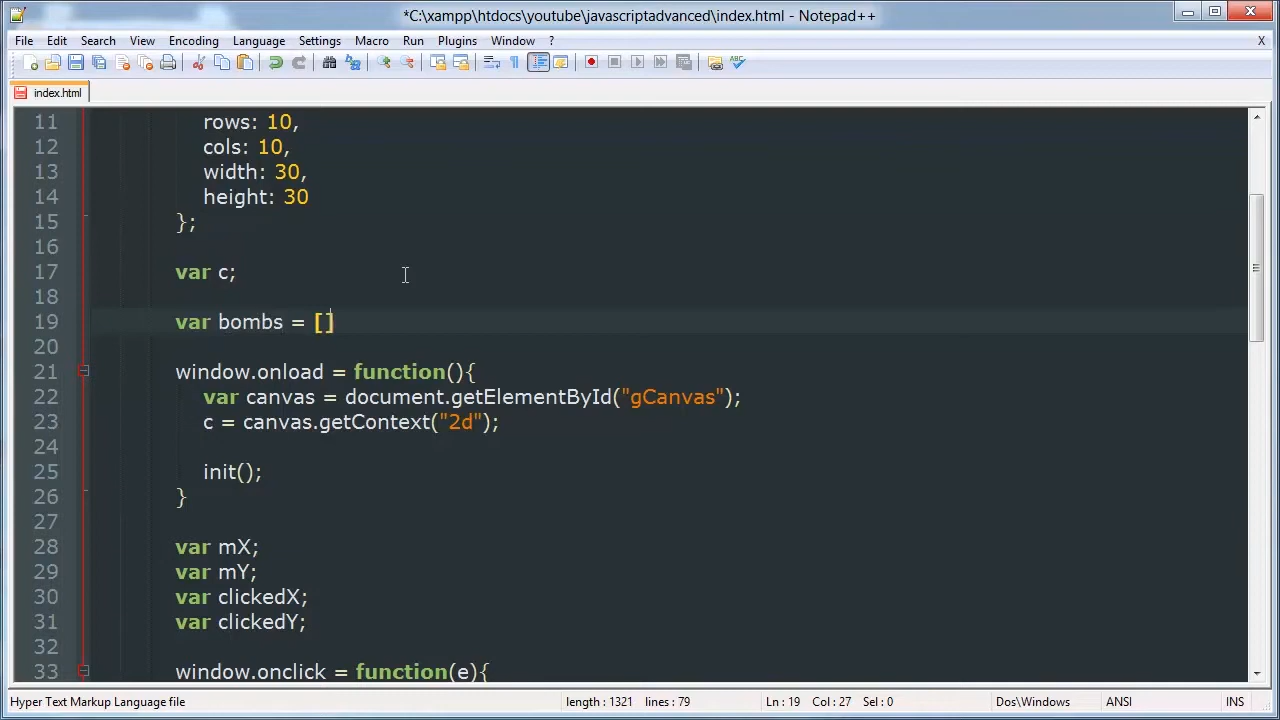 *C:\xampp\htdocs\youtube\javascriptadvanced\index.html - Notepad++
File Edit Search View Encoding Language Settings Macro Run Plugins Window ? X
index.html
11 rows: 10,
12 cols: 10,
13 width: 30,
14 height: 30
15 };
16
17 var c;
18
19 var bombs = []
20
21 window.onload = function(){
22 var canvas = document.getElementById("gCanvas");
23 c = canvas.getContext("2d");
24
25 init();
26 }
27
28 var mX;
29 var mY;
30 var clickedX;
31 var clickedY;
32
33 window.onclick = function(e){
Hyper Text Markup Language file length : 1321 lines : 79 Ln : 19 Col : 27 Sel : 0 Dos\Windows ANSI INS